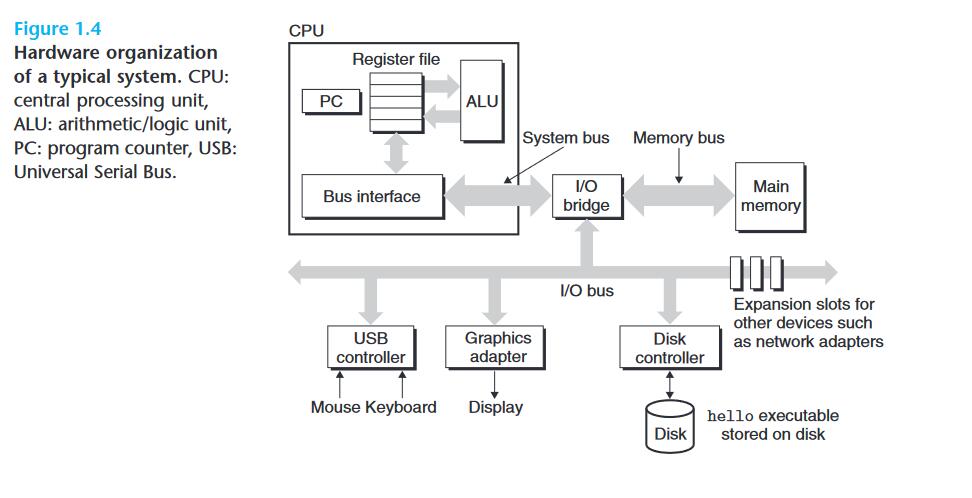 Figure 1.4
Hardware organization
of a typical system. CPU:
central processing unit,
ALU: arithmetic/logic unit,
PC: program counter, USB:
Universal Serial Bus.
CPU
Register file
PC
ALU
System bus
Memory bus
Bus interface
I/O
bridge
Main
memory
I/O bus
Expansion slots for
other devices such
as network adapters
USB
controller
Graphics
adapter
Disk
controller
Mouse Keyboard
Display
Disk
hello executable
stored on disk